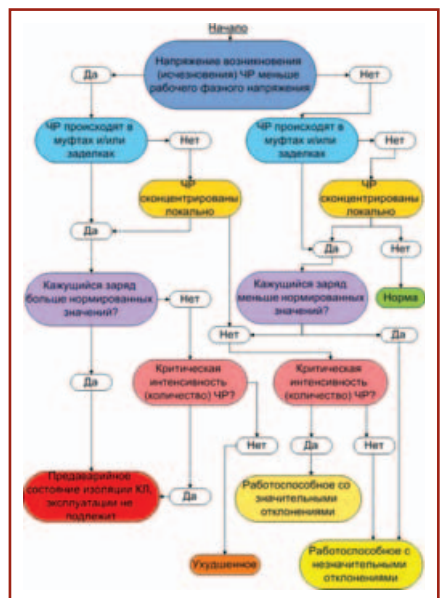 Начало
Напряжение возникновения
(исчезновения) ЧР меньше
рабочего фазного напряжения
Да
Нет
ЧР происходят в
муфтах и/или
заделках
Нет
ЧР происходят в
муфтах и/или
заделках
Нет
ЧР
сконцентрированы
локально
ЧР
сконцентрированы
локально
Да
Да
Нет
Кажущийся заряд
больше нормированных
значений?
Нет
Кажущийся заряд
меньше нормированных
значений?
Норма
Нет
Да
Да
Критическая
интенсивность
(количество) ЧР?
Критическая
интенсивность
(количество) ЧР?
Нет
Да
Нет
Предаварийное
состояние изоляции КЛ,
эксплуатации не
подлежит
Да
Работоспособное со
значительными
отклонениями
Ухудшенное
Работоспособное с
незначительными
отклонениями